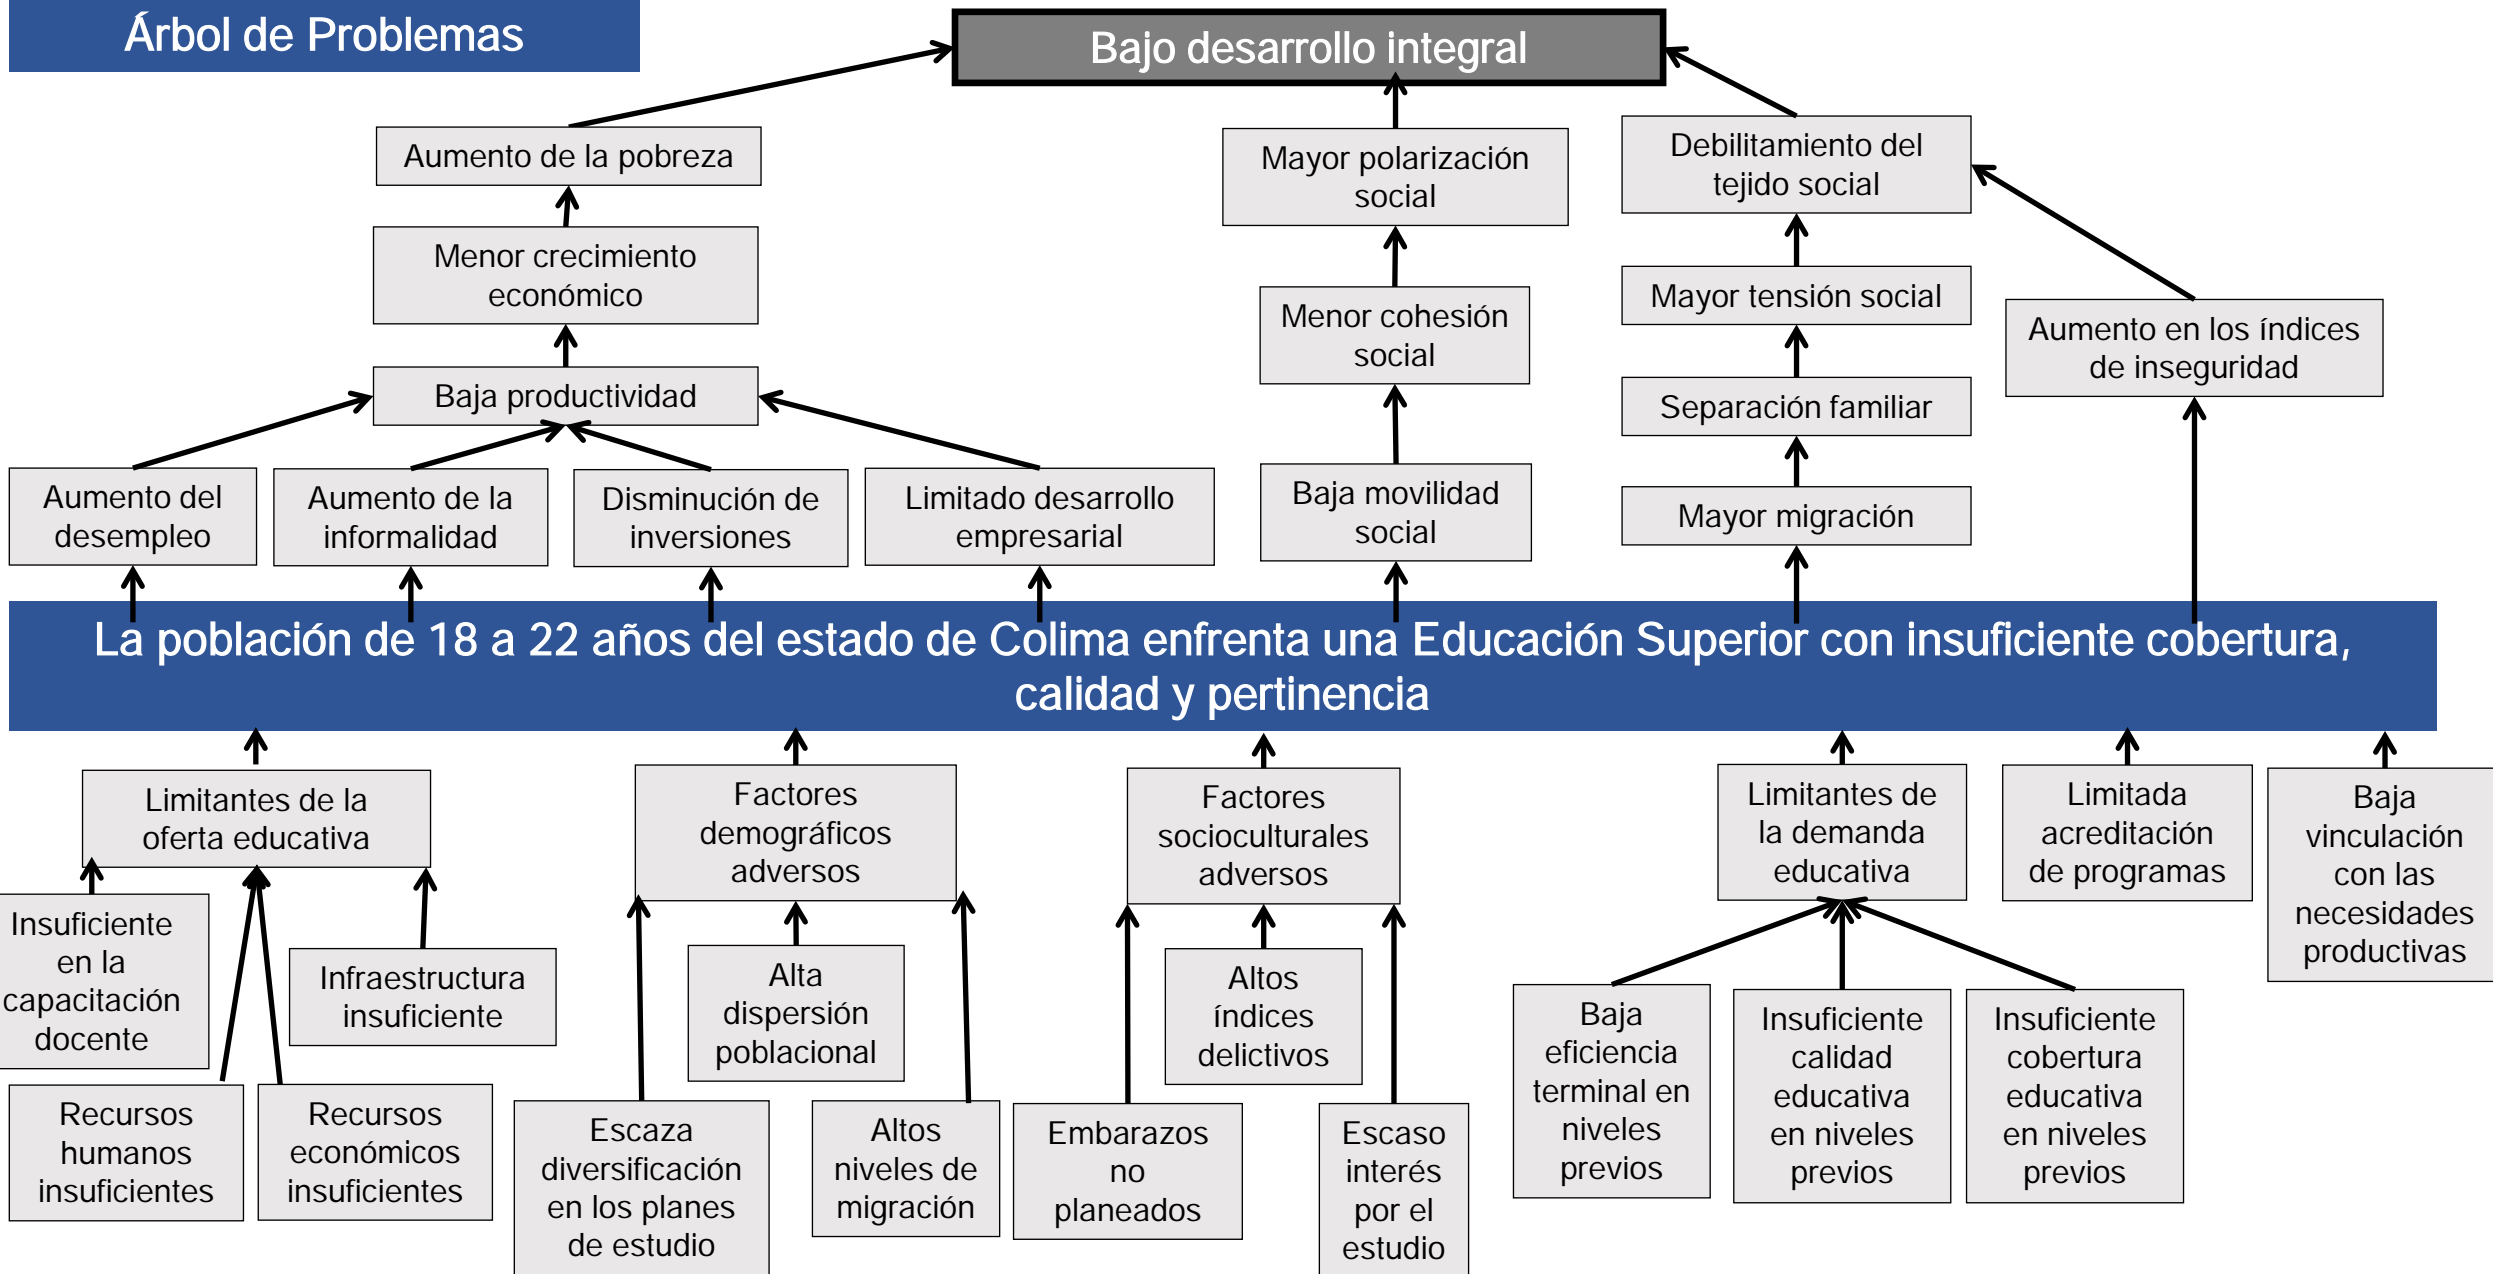 Árbol de Problemas
Bajo desarrollo integral
Aumento de la pobreza
Mayor polarización
social
Debilitamiento del
tejido social
Menor crecimiento
económico
Menor cohesión
social
Mayor tensión social
Aumento en los índices
de inseguridad
Baja productividad
Separación familiar
Aumento del
desempleo
Aumento de la
informalidad
Disminución de
inversiones
Limitado desarrollo
empresarial
Baja movilidad
social
Mayor migración
La población de 18 a 22 años del estado de Colima enfrenta una Educación Superior con insuficiente cobertura,
calidad y pertinencia
Limitantes de la
oferta educativa
Factores
demográficos
adversos
Factores
socioculturales
adversos
Limitantes de
la demanda
educativa
Limitada
acreditación
de programas
Baja
vinculación
con las
necesidades
productivas
Insuficiente
en la
capacitación
docente
Infraestructura
insuficiente
Alta
dispersión
poblacional
Altos
índices
delictivos
Baja
eficiencia
terminal en
niveles
previos
Insuficiente
calidad
educativa
en niveles
previos
Insuficiente
cobertura
educativa
en niveles
previos
Recursos
humanos
insuficientes
Recursos
económicos
insuficientes
Escaza
diversificación
en los planes
de estudio
Altos
niveles de
migración
Embarazos
no
planeados
Escaso
interés
por el
estudio